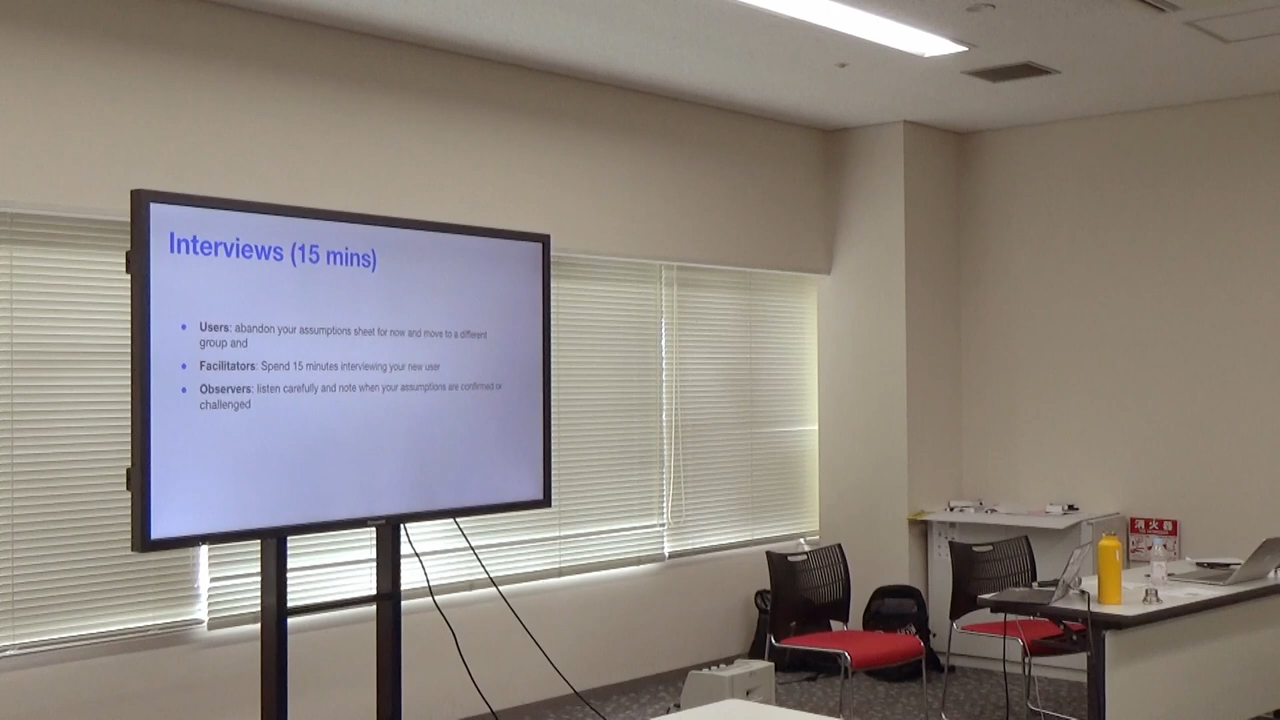 Interviews (15 mins)
● Users: abandon your assumptions sheet for now and move to a different
group and
● Facilitators: Spend 15 minutes interviewing your new user
● Observers: listen carefully and note when your assumptions are confirmed or
challenged
消火器